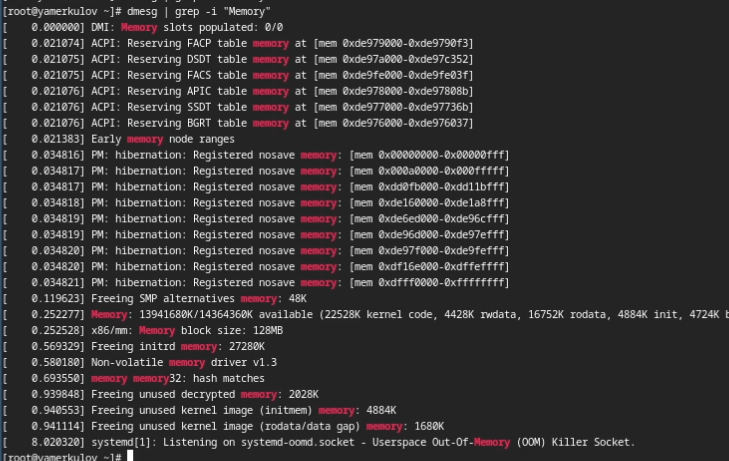 [root@yamerkulov ~]# dmesg | grep -i "Memory"
[    0.000000] DMI: Memory slots populated: 0/0
[    0.021074] ACPI: Reserving FACP table memory at [mem 0xde979000-0xde9790f3]
[    0.021075] ACPI: Reserving DSDT table memory at [mem 0xde97a000-0xde97c352]
[    0.021075] ACPI: Reserving FACS table memory at [mem 0xde9fe000-0xde9fe03f]
[    0.021076] ACPI: Reserving APIC table memory at [mem 0xde978000-0xde97808b]
[    0.021076] ACPI: Reserving SSDT table memory at [mem 0xde977000-0xde97736b]
[    0.021076] ACPI: Reserving BGRT table memory at [mem 0xde976000-0xde976037]
[    0.021383] Early memory node ranges
[    0.034816] PM: hibernation: Registered nosave memory: [mem 0x00000000-0x00000fff]
[    0.034817] PM: hibernation: Registered nosave memory: [mem 0x000a0000-0x000fffff]
[    0.034817] PM: hibernation: Registered nosave memory: [mem 0xdd0fb000-0xdd11bfff]
[    0.034818] PM: hibernation: Registered nosave memory: [mem 0xde160000-0xde1a8fff]
[    0.034819] PM: hibernation: Registered nosave memory: [mem 0xde6ed000-0xde96cfff]
[    0.034819] PM: hibernation: Registered nosave memory: [mem 0xde96d000-0xde97efff]
[    0.034820] PM: hibernation: Registered nosave memory: [mem 0xde97f000-0xde9fefff]
[    0.034820] PM: hibernation: Registered nosave memory: [mem 0xdf16e000-0xdffeffff]
[    0.034821] PM: hibernation: Registered nosave memory: [mem 0xdfff0000-0xffffffff]
[    0.119623] Freeing SMP alternatives memory: 48K
[    0.252277] Memory: 13941680K/14364360K available (22528K kernel code, 4428K rwdata, 16752K rodata, 4884K init, 4724K b
[    0.252528] x86/mm: Memory block size: 128MB
[    0.569329] Freeing initrd memory: 27280K
[    0.580180] Non-volatile memory driver v1.3
[    0.693550] memory memory32: hash matches
[    0.939848] Freeing unused decrypted memory: 2028K
[    0.940553] Freeing unused kernel image (initmem) memory: 4884K
[    0.941114] Freeing unused kernel image (rodata/data gap) memory: 1680K
[    8.020320] systemd[1]: Listening on systemd-oomd.socket - Userspace Out-Of-Memory (OOM) Killer Socket.
[root@yamerkulov ~]#